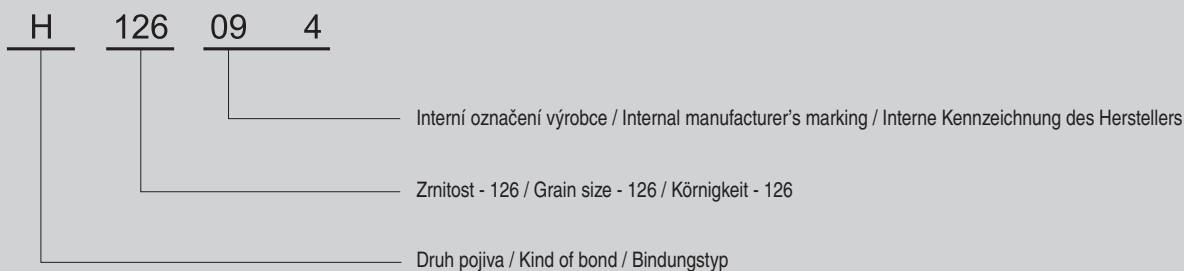 H 126 09 4
Interní označení výrobce / Internal manufacturer's marking / Interne Kennzeichnung des Herstellers
Zrnitost - 126 / Grain size - 126 / Körnigkeit - 126
Druh pojiva / Kind of bond / Bindungstyp